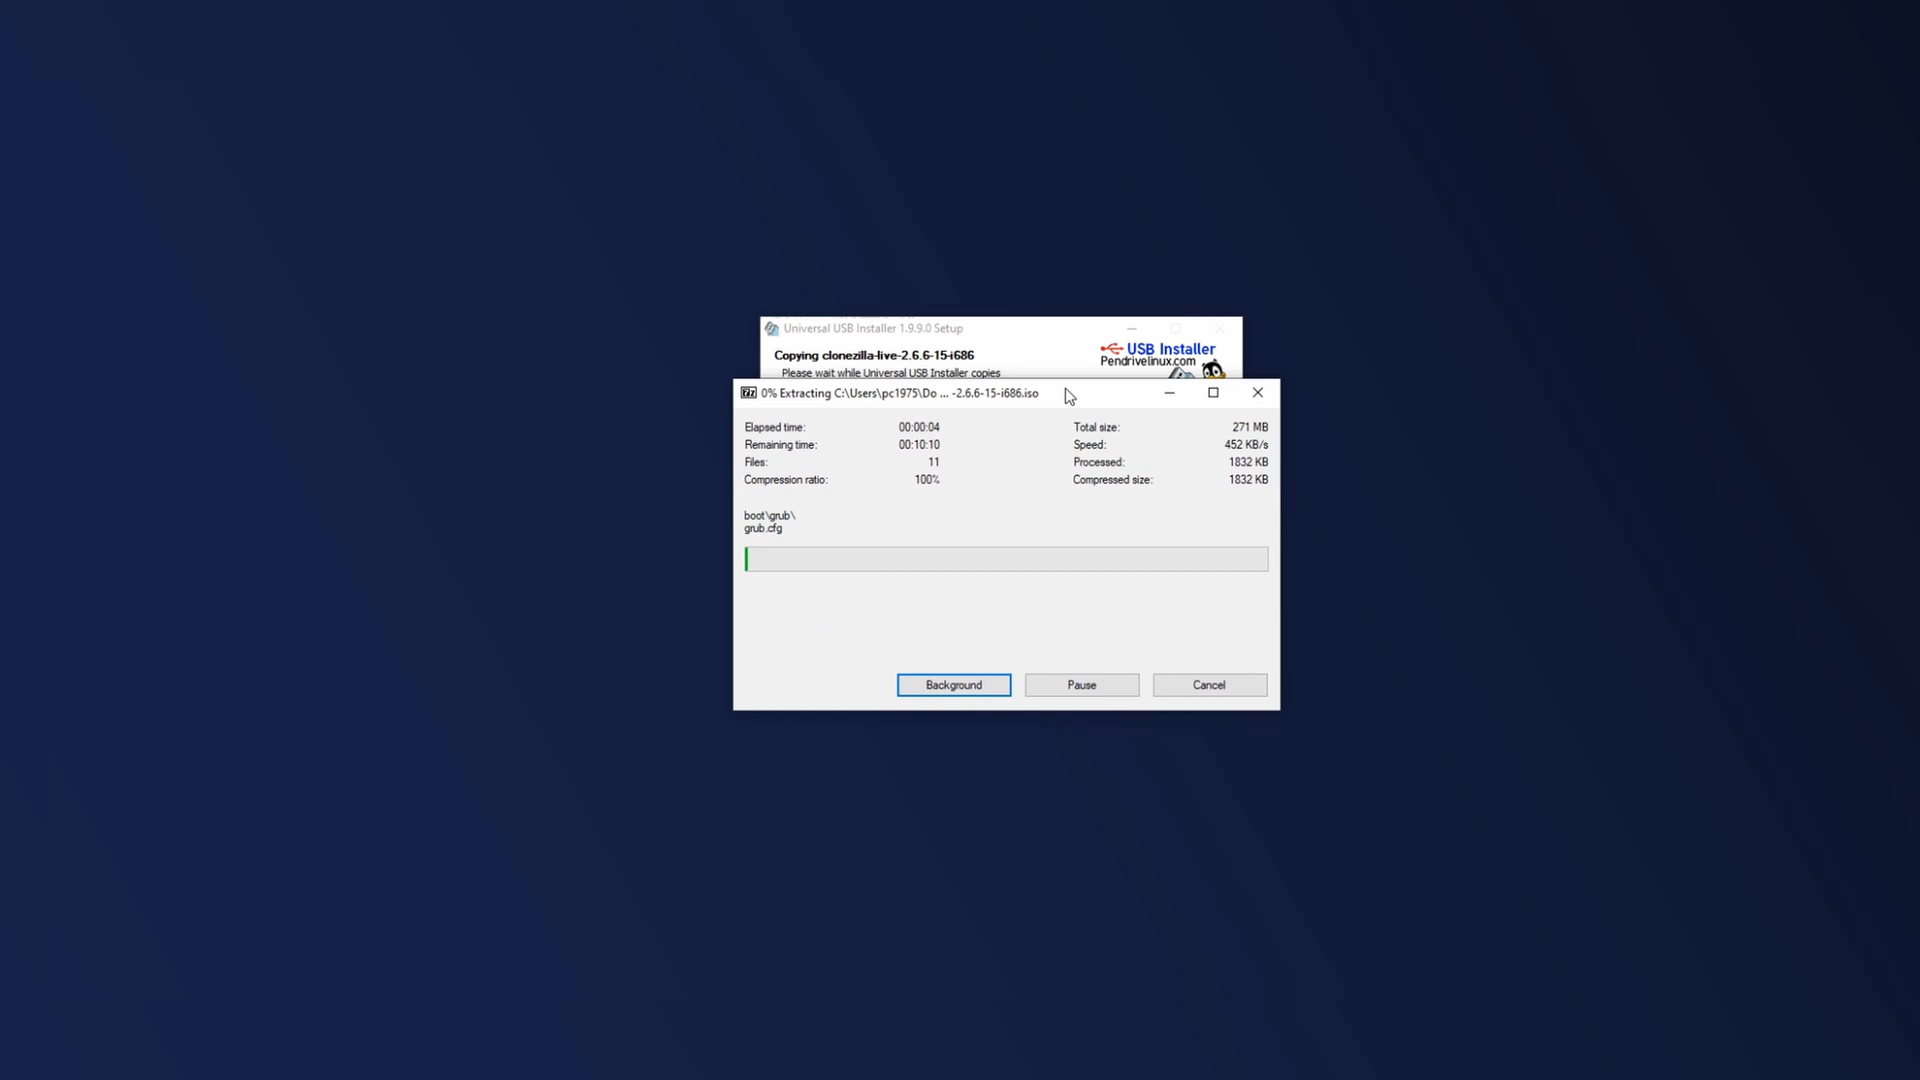 Universal USB Installer 1.9.9.0 Setup
Copying clonezilla-live-2.6.6-15-i686
Please wait while Universal USB Installer copies
USB Installer
Pendrivelinux.com
0% Extracting C:\Users\pc1975\Do ... -2.6.6-15-i686.iso
Elapsed time: 00:00:04 Total size: 271 MB
Remaining time: 00:10:10 Speed: 452 KB/s
Files: 11 Processed: 1832 KB
Compression ratio: 100% Compressed size: 1832 KB
boot\grub\
grub.cfg
Background Pause Cancel